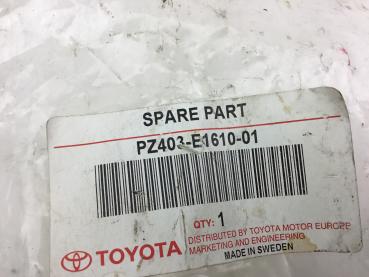 SPARE PART
PZ403-E1610-01
QTY: 1
TOYOTA
DISTRIBUTED BY TOYOTA MOTOR EUROPE
MARKETING AND ENGINEERING
MADE IN SWEDEN